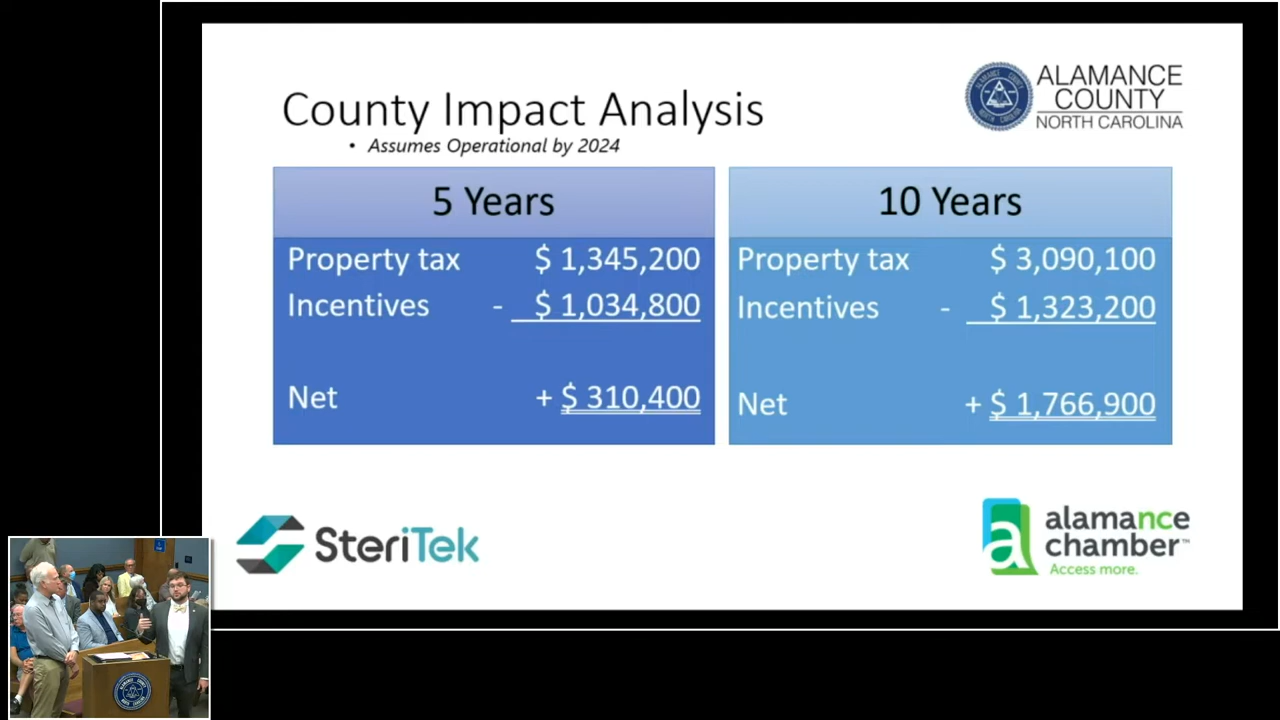 ALAMANCE
COUNTY
NORTH CAROLINA
County Impact Analysis
• Assumes Operational by 2024
5 Years
Property tax $ 1,345,200
Incentives - $ 1,034,800
Net + $ 310,400
10 Years
Property tax $ 3,090,100
Incentives - $ 1,323,200
Net + $ 1,766,900
SteriTek
a
alamance
chamber™
Access more.